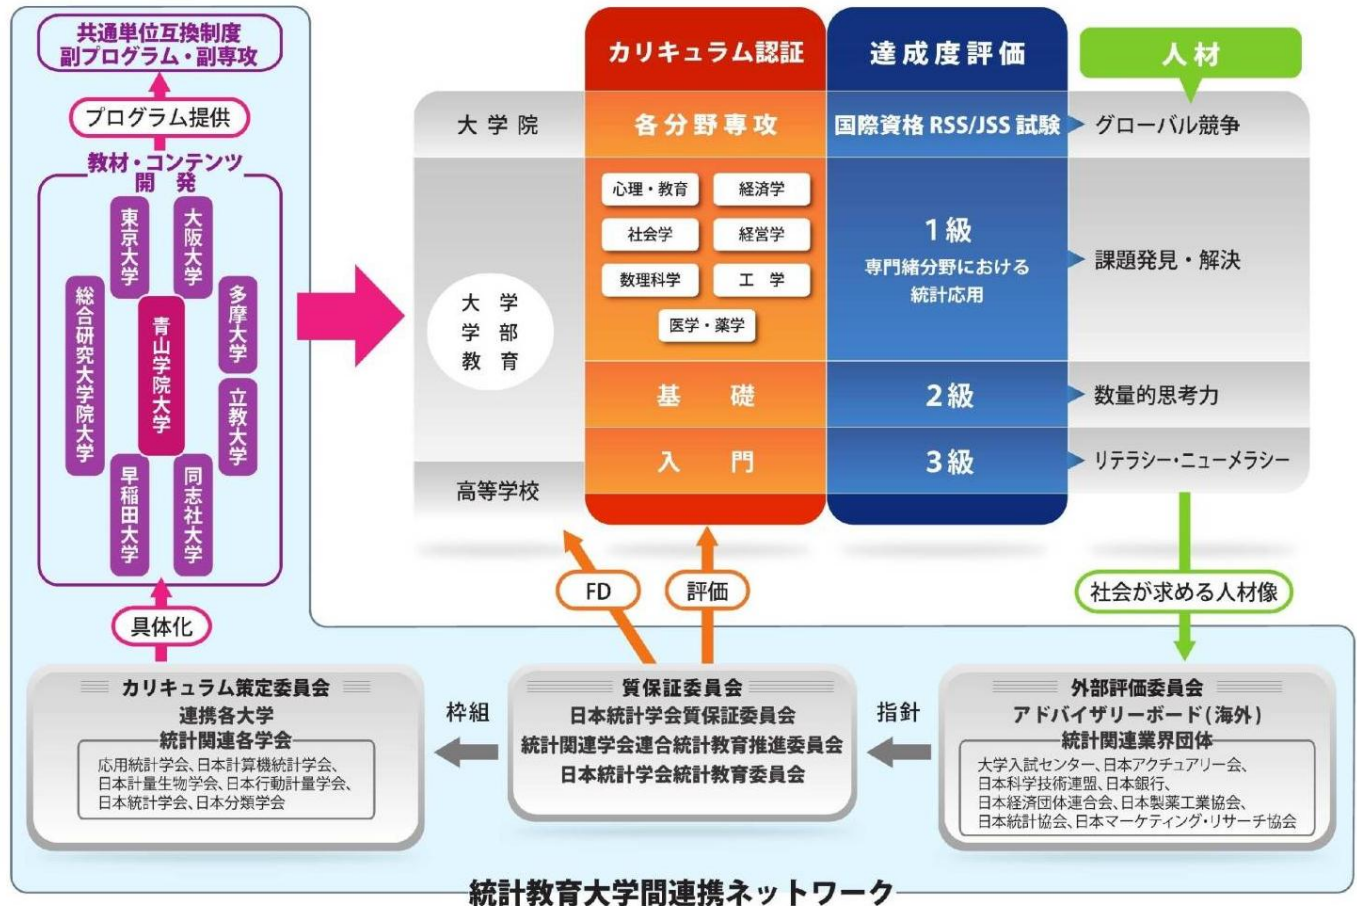 共通単位互換制度
副プログラム・副専攻
プログラム提供
教材・コンテンツ
開 発
東京大学
大阪大学
総合研究大学院大学
青山学院大学
多摩大学
立教大学
早稲田大学
同志社大学
具体化
カリキュラム認証
達成度評価
人材
大学院
各分野専攻
国際資格 RSS/JSS 試験
グローバル競争
大 学
学 部
教 育
心理・教育
経済学
社会学
経営学
数理科学
工 学
医学・薬学
1級
専門緒分野における
統計応用
課題発見・解決
基 礎
2級
数量的思考力
入 門
3級
リテラシー・ニューメラシー
高等学校
FD
評価
社会が求める人材像
カリキュラム策定委員会
連携各大学
統計関連各学会
応用統計学会、日本計算機統計学会、
日本計量生物学会、日本行動計量学会、
日本統計学会、日本分類学会
枠組
質保証委員会
日本統計学会質保証委員会
統計関連学会連合統計教育推進委員会
日本統計学会統計教育委員会
指針
外部評価委員会
アドバイザリーボード(海外)
統計関連業界団体
大学入試センター、日本アクチュアリー会、
日本科学技術連盟、日本銀行、
日本経済団体連合会、日本製薬工業協会、
日本統計協会、日本マーケティング・リサーチ協会
統計教育大学間連携ネットワーク